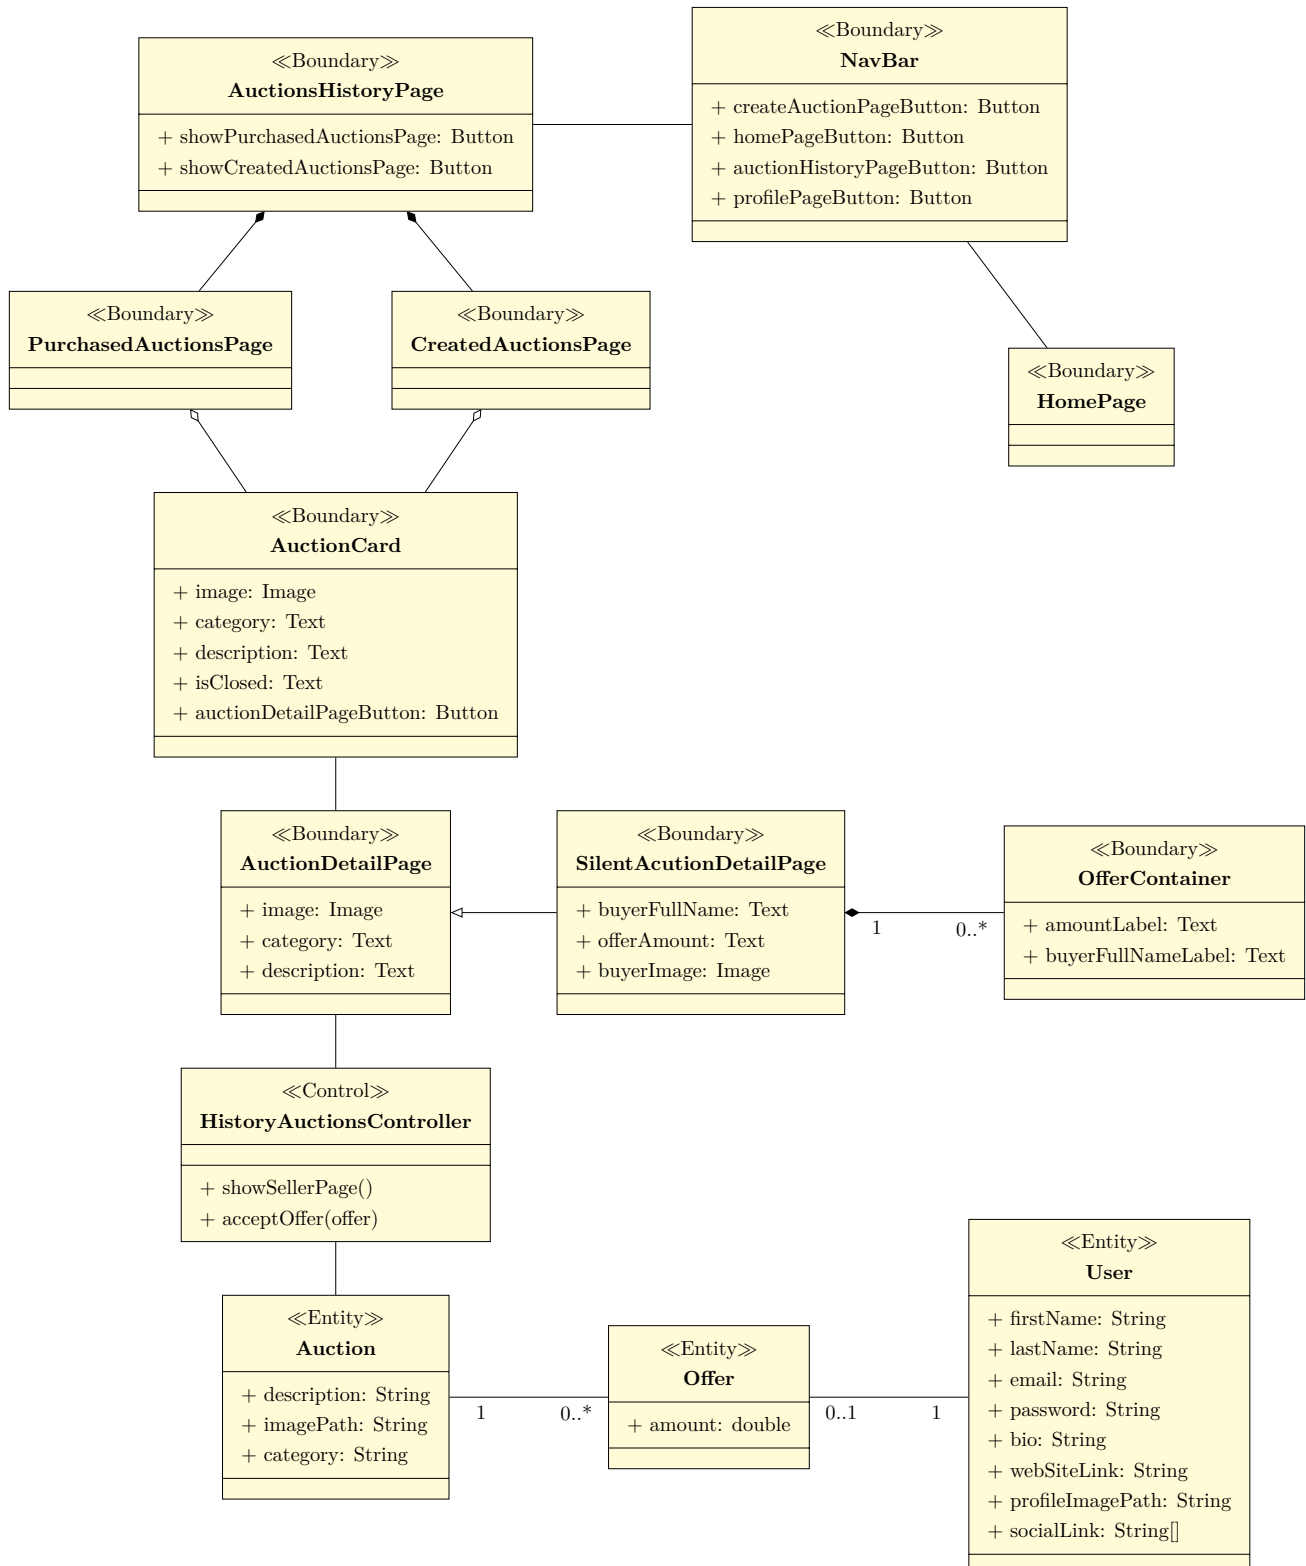 ≪Boundary≫
AuctionsHistoryPage
+ showPurchasedAuctionsPage: Button
+ showCreatedAuctionsPage: Button
≪Boundary≫
NavBar
+ createAuctionPageButton: Button
+ homePageButton: Button
+ auctionHistoryPageButton: Button
+ profilePageButton: Button
≪Boundary≫
PurchasedAuctionsPage
≪Boundary≫
CreatedAuctionsPage
≪Boundary≫
HomePage
≪Boundary≫
AuctionCard
+ image: Image
+ category: Text
+ description: Text
+ isClosed: Text
+ auctionDetailPageButton: Button
≪Boundary≫
AuctionDetailPage
+ image: Image
+ category: Text
+ description: Text
≪Boundary≫
SilentAcutionDetailPage
+ buyerFullName: Text
+ offerAmount: Text
+ buyerImage: Image
1
0..*
≪Boundary≫
OfferContainer
+ amountLabel: Text
+ buyerFullNameLabel: Text
≪Control≫
HistoryAuctionsController
+ showSellerPage()
+ acceptOffer(offer)
≪Entity≫
Auction
+ description: String
+ imagePath: String
+ category: String
1
0..*
≪Entity≫
Offer
+ amount: double
0..1
1
≪Entity≫
User
+ firstName: String
+ lastName: String
+ email: String
+ password: String
+ bio: String
+ webSiteLink: String
+ profileImagePath: String
+ socialLink: String[]